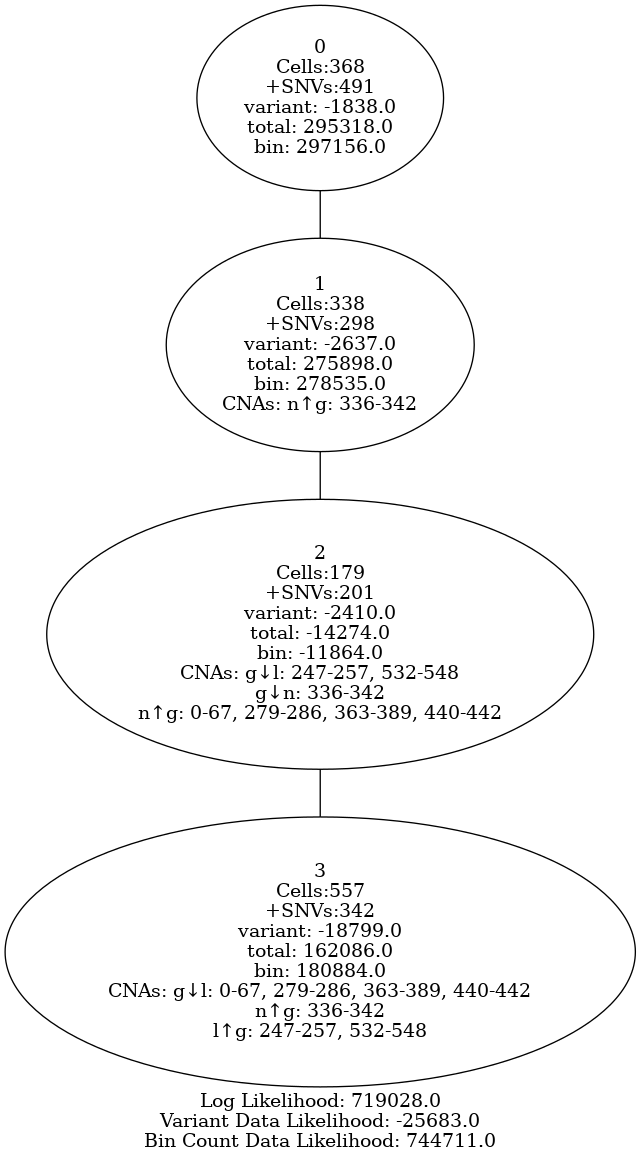 0
Cells:368
+SNVs:491
variant: -1838.0
total: 295318.0
bin: 297156.0
1
Cells:338
+SNVs:298
variant: -2637.0
total: 275898.0
bin: 278535.0
CNAs: n↑g: 336-342
2
Cells:179
+SNVs:201
variant: -2410.0
total: -14274.0
bin: -11864.0
CNAs: g↓l: 247-257, 532-548
g↓n: 336-342
n↑g: 0-67, 279-286, 363-389, 440-442
3
Cells:557
+SNVs:342
variant: -18799.0
total: 162086.0
bin: 180884.0
CNAs: g↓l: 0-67, 279-286, 363-389, 440-442
n↑g: 336-342
l↑g: 247-257, 532-548
Log Likelihood: 719028.0
Variant Data Likelihood: -25683.0
Bin Count Data Likelihood: 744711.0